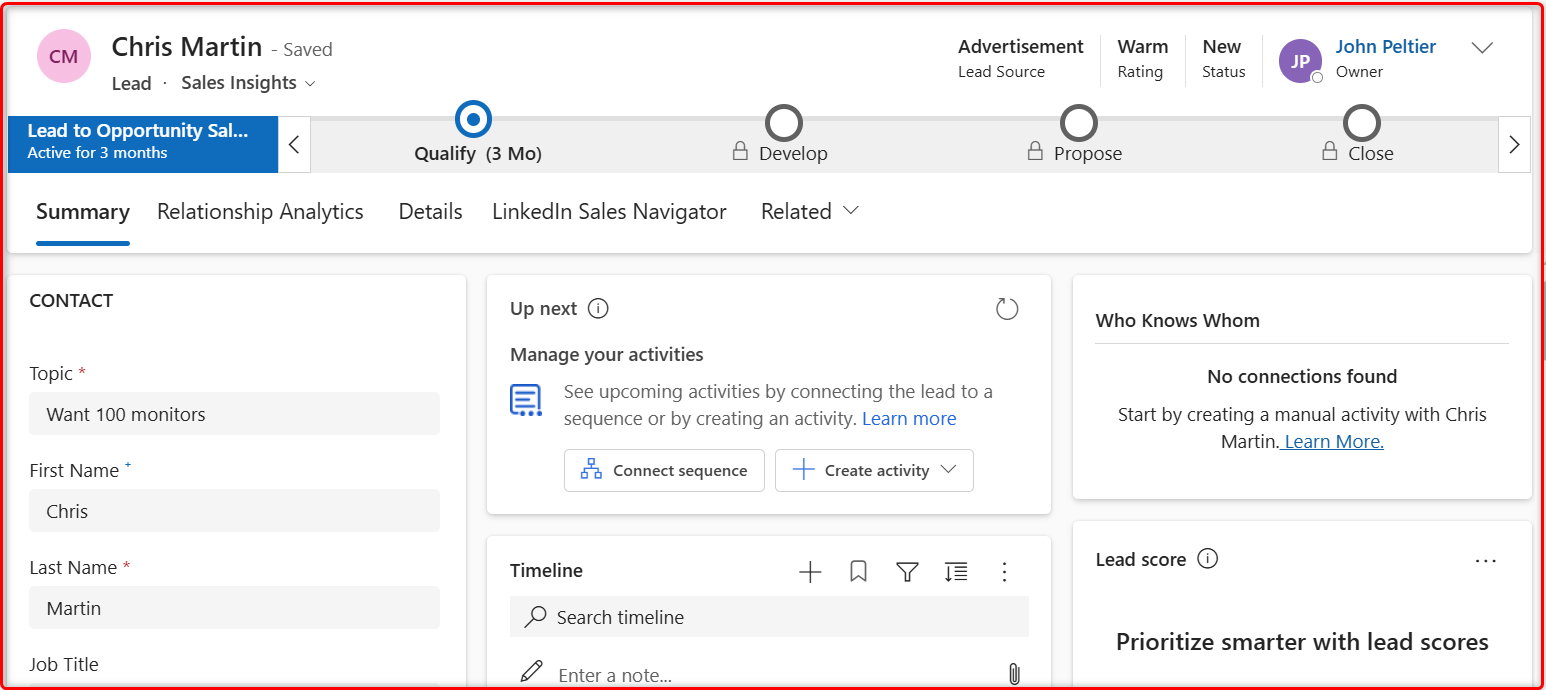 CM
Chris Martin - Saved
Lead · Sales Insights
Advertisement
Lead Source
Warm
Rating
New
Status
JP
John Peltier
Owner
Lead to Opportunity Sal...
Active for 3 months
Qualify (3 Mo)
Develop
Propose
Close
Summary
Relationship Analytics
Details
LinkedIn Sales Navigator
Related
CONTACT
Topic *
Want 100 monitors
First Name +
Chris
Last Name *
Martin
Job Title
Up next
Manage your activities
See upcoming activities by connecting the lead to a
sequence or by creating an activity. Learn more
Connect sequence
Create activity
Timeline
Search timeline
Enter a note...
Who Knows Whom
No connections found
Start by creating a manual activity with Chris
Martin. Learn More.
Lead score
Prioritize smarter with lead scores